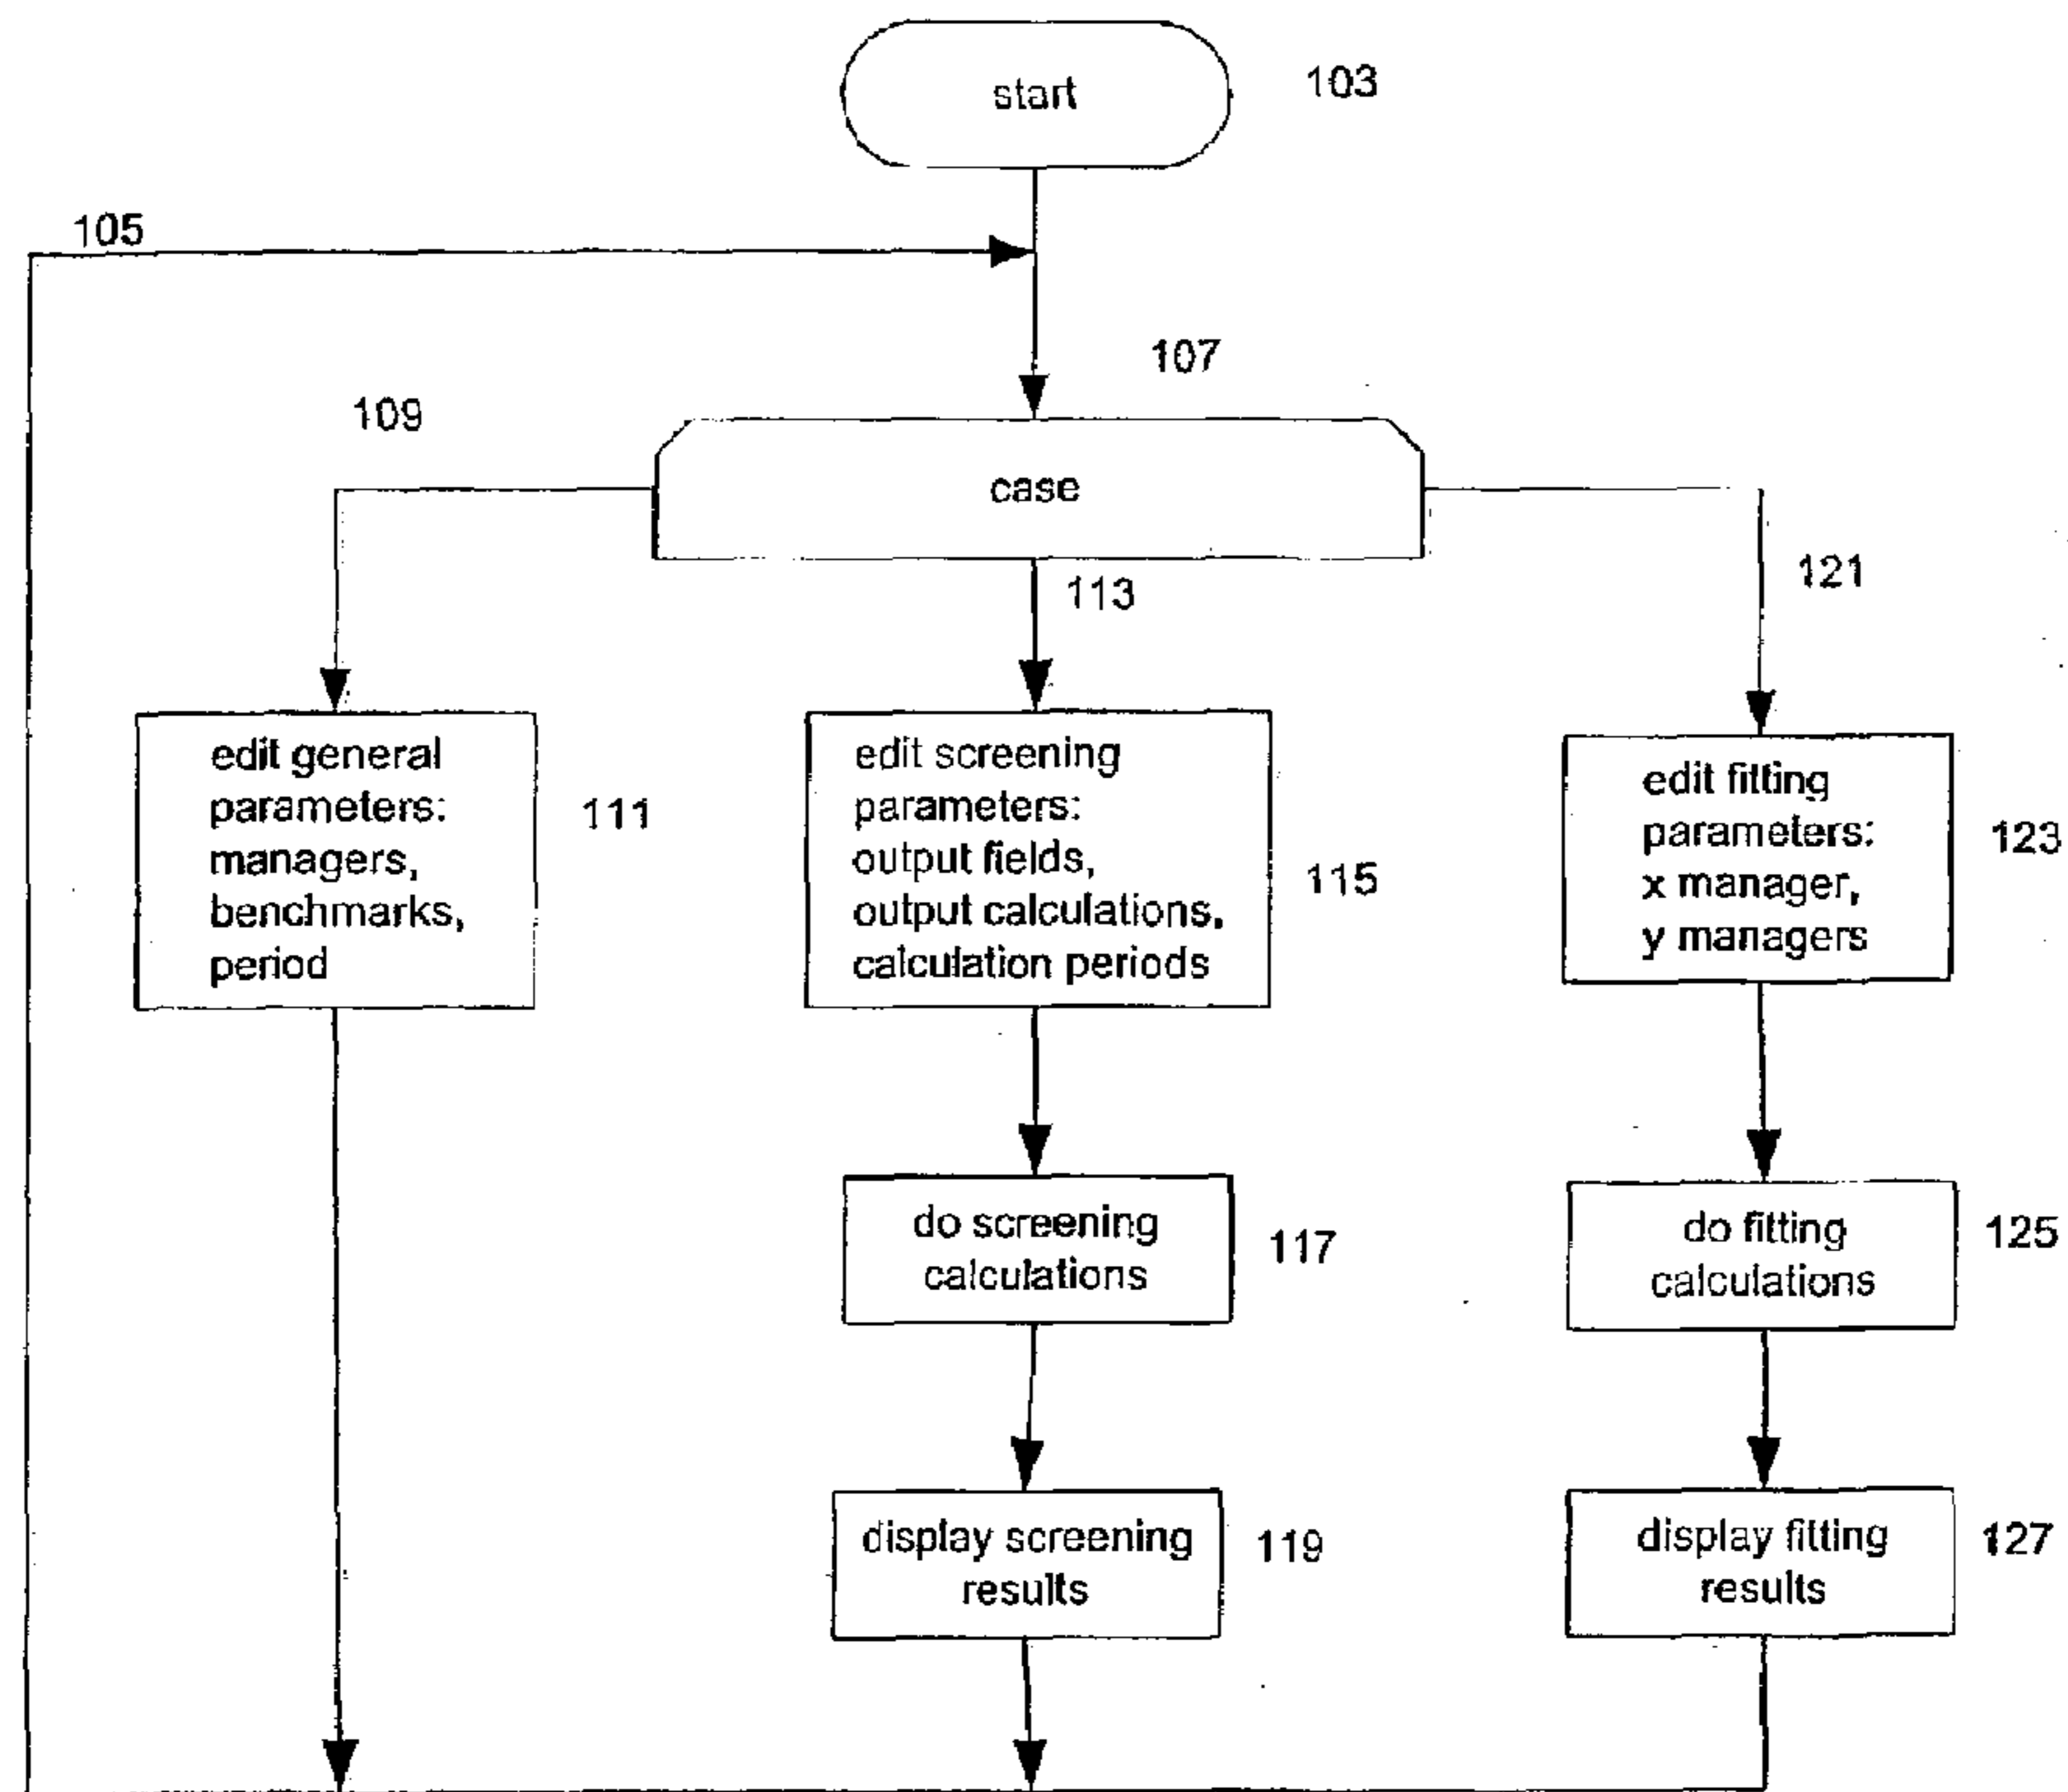 start
103
105
107
109
case
113
121
edit general
parameters:
managers,
benchmarks,
period
111
edit screening
parameters:
output fields,
output calculations,
calculation periods
115
edit fitting
parameters:
x manager,
y managers
123
do screening
calculations
117
do fitting
calculations
125
display screening
results
119
display fitting
results
127